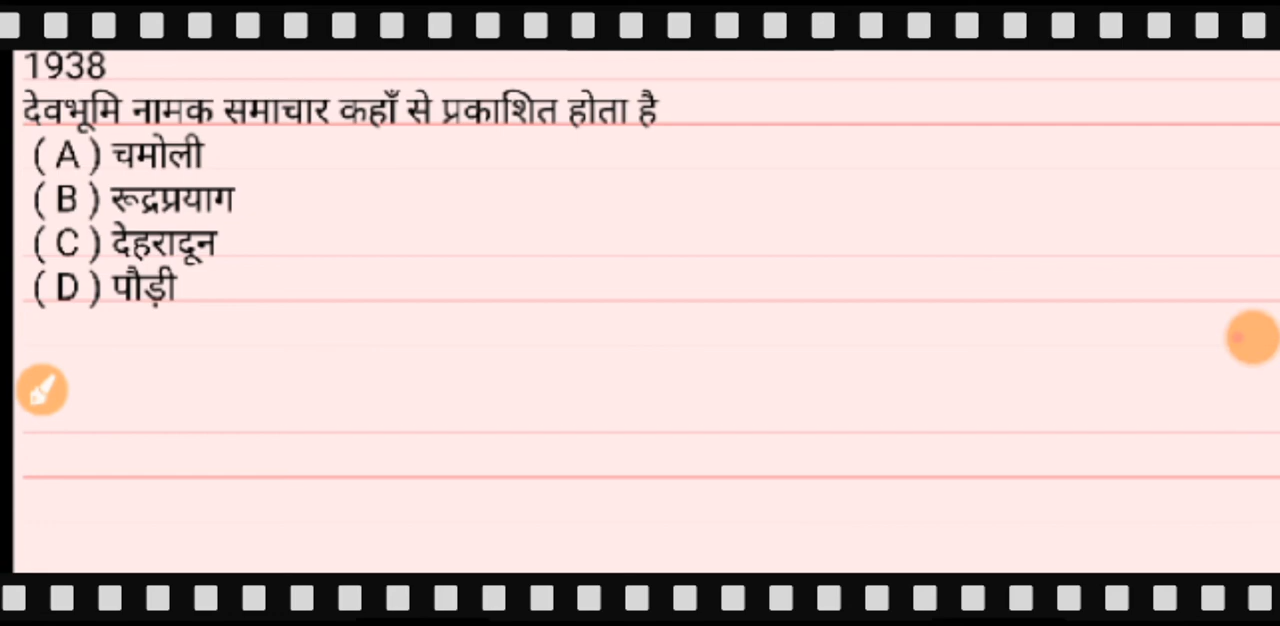 1938
देवभूमि नामक समाचार कहाँ से प्रकाशित होता है
( A ) चमोली
( B ) रूद्रप्रयाग
( C ) देहरादून
( D ) पौड़ी